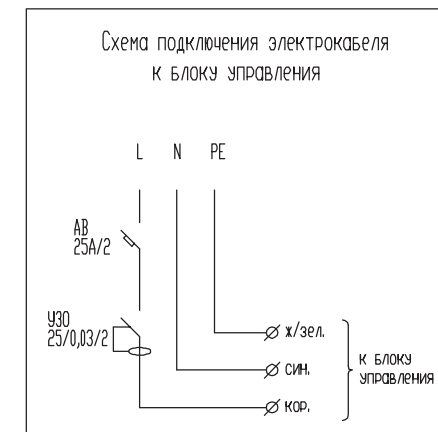 Схема подключения электрокабеля
к блоку управления
L N PE
АВ
25А/2
УЗО
25/0,03/2
ж/зел.
син.
кор.
к блоку
управления